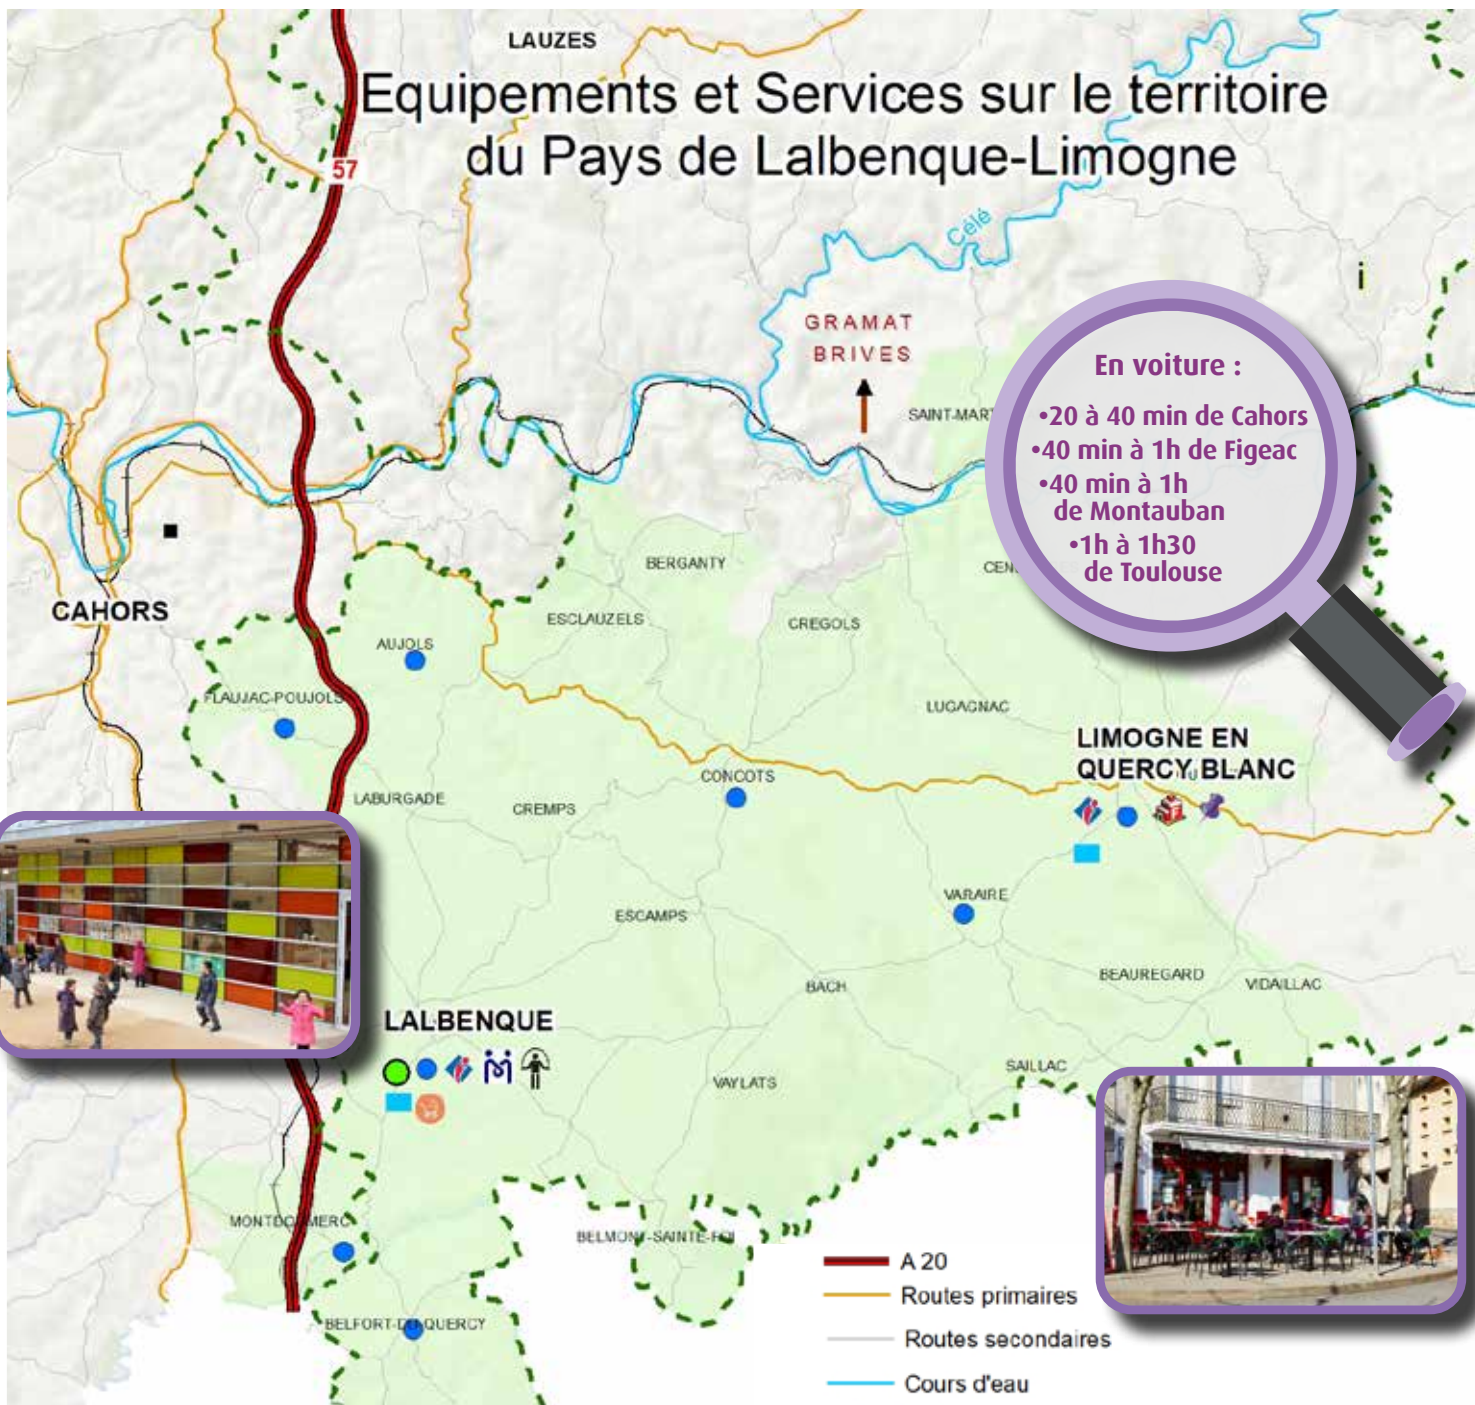 LAUZES
Equipements et Services sur le territoire
du Pays de Lalbenque-Limogne
57
Célé
i
GRAMAT
BRIVES
En voiture :
•20 à 40 min de Cahors
•40 min à 1h de Figeac
•40 min à 1h
de Montauban
•1h à 1h30
de Toulouse
BERGANTY
CAHORS
ESCLAUZELS
CREGOLS
AUJOLS
FLAUJAC-POUJOLS
LUGAGNAC
LIMOGNE EN
QUERCY BLANC
CONCOTS
LABURGADE
CREMPS
VARAIRE
ESCAMPS
BEAUREGARD
VIDAILLAC
BACH
LALBENQUE
SAILLAC
VAYLATS
BELMONT-SAINTE-FOI
BELFORT-DU-QUERCY
A 20
Routes primaires
Routes secondaires
Cours d'eau